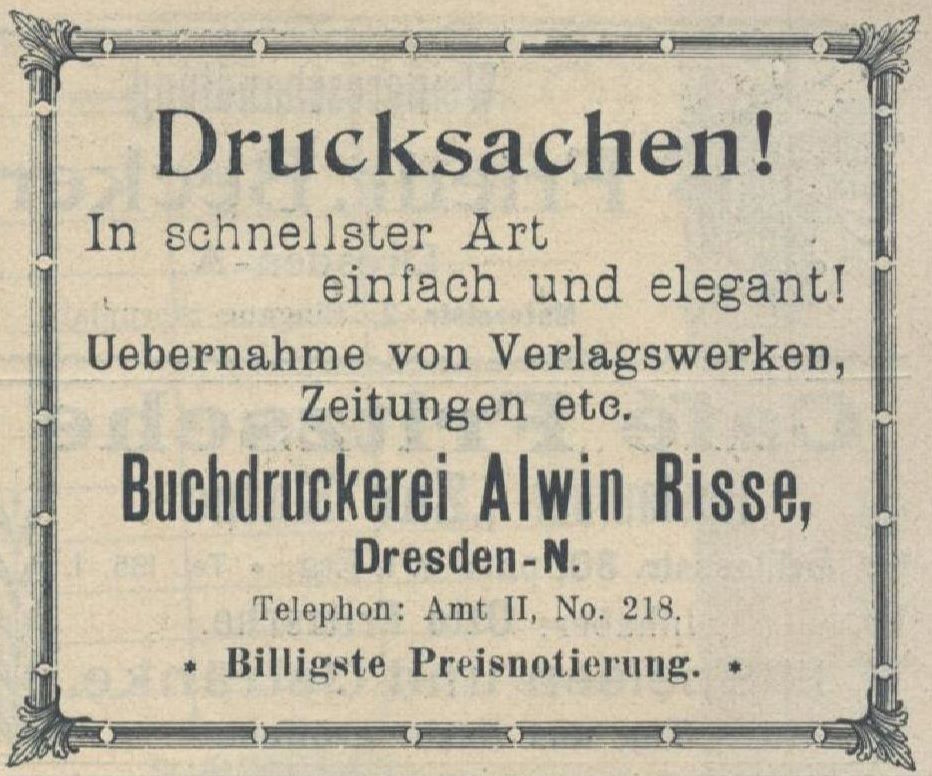 Drucksachen!
In schnellster Art
einfach und elegant!
Uebernahme von Verlagswerken,
Zeitungen etc.
Buchdruckerei Alwin Risse,
Dresden-N.
Telephon: Amt II, No. 218.
* Billigste Preisnotierung. *